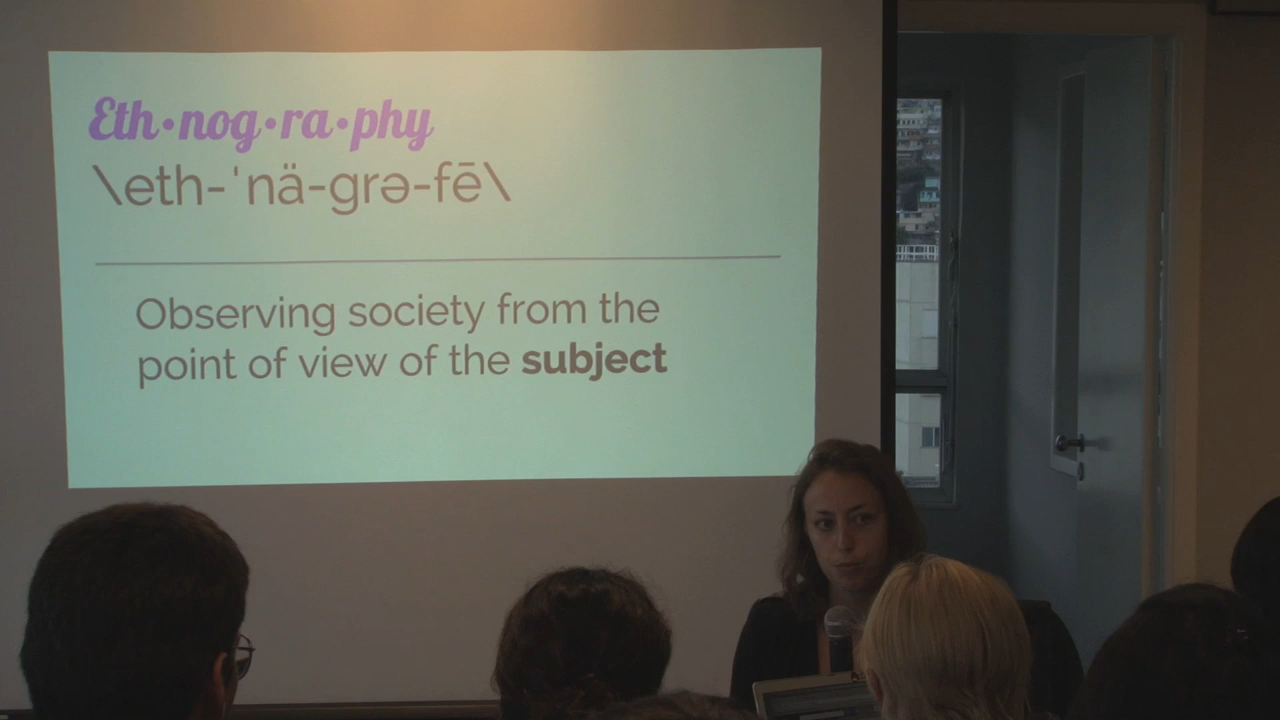 Eth•nog•ra•phy
\eth-ˈnä-grə-fē\
Observing society from the
point of view of the subject